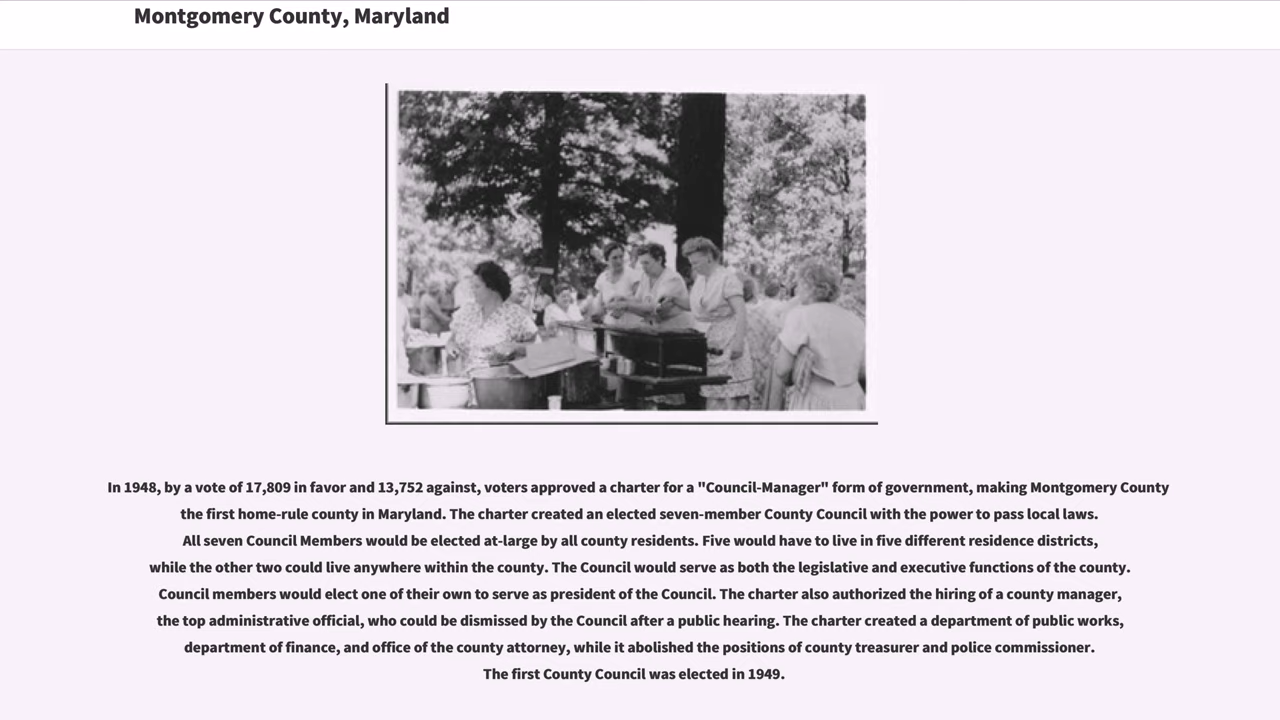 Montgomery County, Maryland
In 1948, by a vote of 17,809 in favor and 13,752 against, voters approved a charter for a "Council-Manager" form of government, making Montgomery County
the first home-rule county in Maryland. The charter created an elected seven-member County Council with the power to pass local laws.
All seven Council Members would be elected at-large by all county residents. Five would have to live in five different residence districts,
while the other two could live anywhere within the county. The Council would serve as both the legislative and executive functions of the county.
Council members would elect one of their own to serve as president of the Council. The charter also authorized the hiring of a county manager,
the top administrative official, who could be dismissed by the Council after a public hearing. The charter created a department of public works,
department of finance, and office of the county attorney, while it abolished the positions of county treasurer and police commissioner.
The first County Council was elected in 1949.